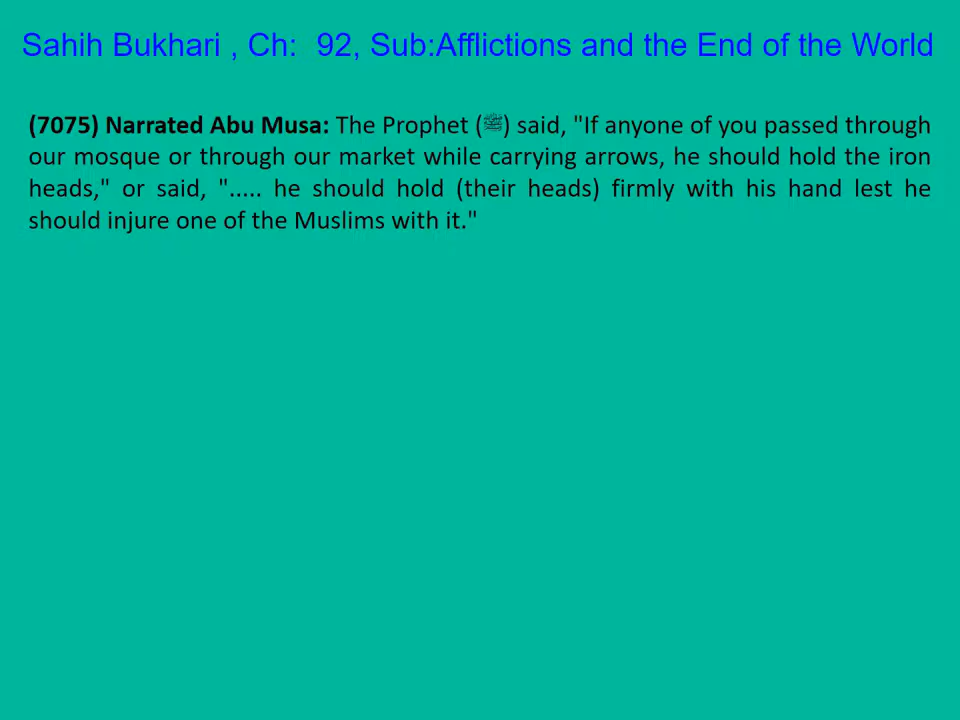 Sahih Bukhari , Ch:  92, Sub:Afflictions and the End of the World
(7075) Narrated Abu Musa: The Prophet (ﷺ) said, "If anyone of you passed through
our mosque or through our market while carrying arrows, he should hold the iron
heads," or said, "..... he should hold (their heads) firmly with his hand lest he
should injure one of the Muslims with it."